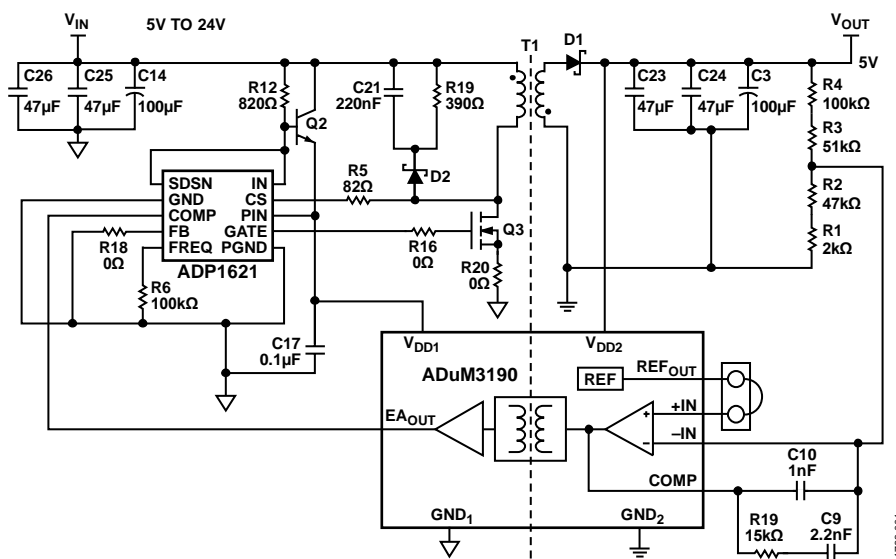 VIN
5V TO 24V
T1
D1
VOUT
5V
C26
47µF
C25
47µF
C14
100µF
R12
820Ω
Q2
C21
220nF
R19
390Ω
C23
47µF
C24
47µF
C3
100µF
R4
100kΩ
R3
51kΩ
R2
47kΩ
R1
2kΩ
D2
R5
82Ω
SDSN
IN
GND
CS
COMP
PIN
FB
GATE
FREQ
PGND
ADP1621
R18
0Ω
R6
100kΩ
R16
0Ω
Q3
R20
0Ω
C17
0.1µF
VDD1
VDD2
ADuM3190
REF
REFOUT
+IN
−IN
+
−
EAOUT
COMP
C10
1nF
GND1
GND2
R19
15kΩ
C9
2.2nF